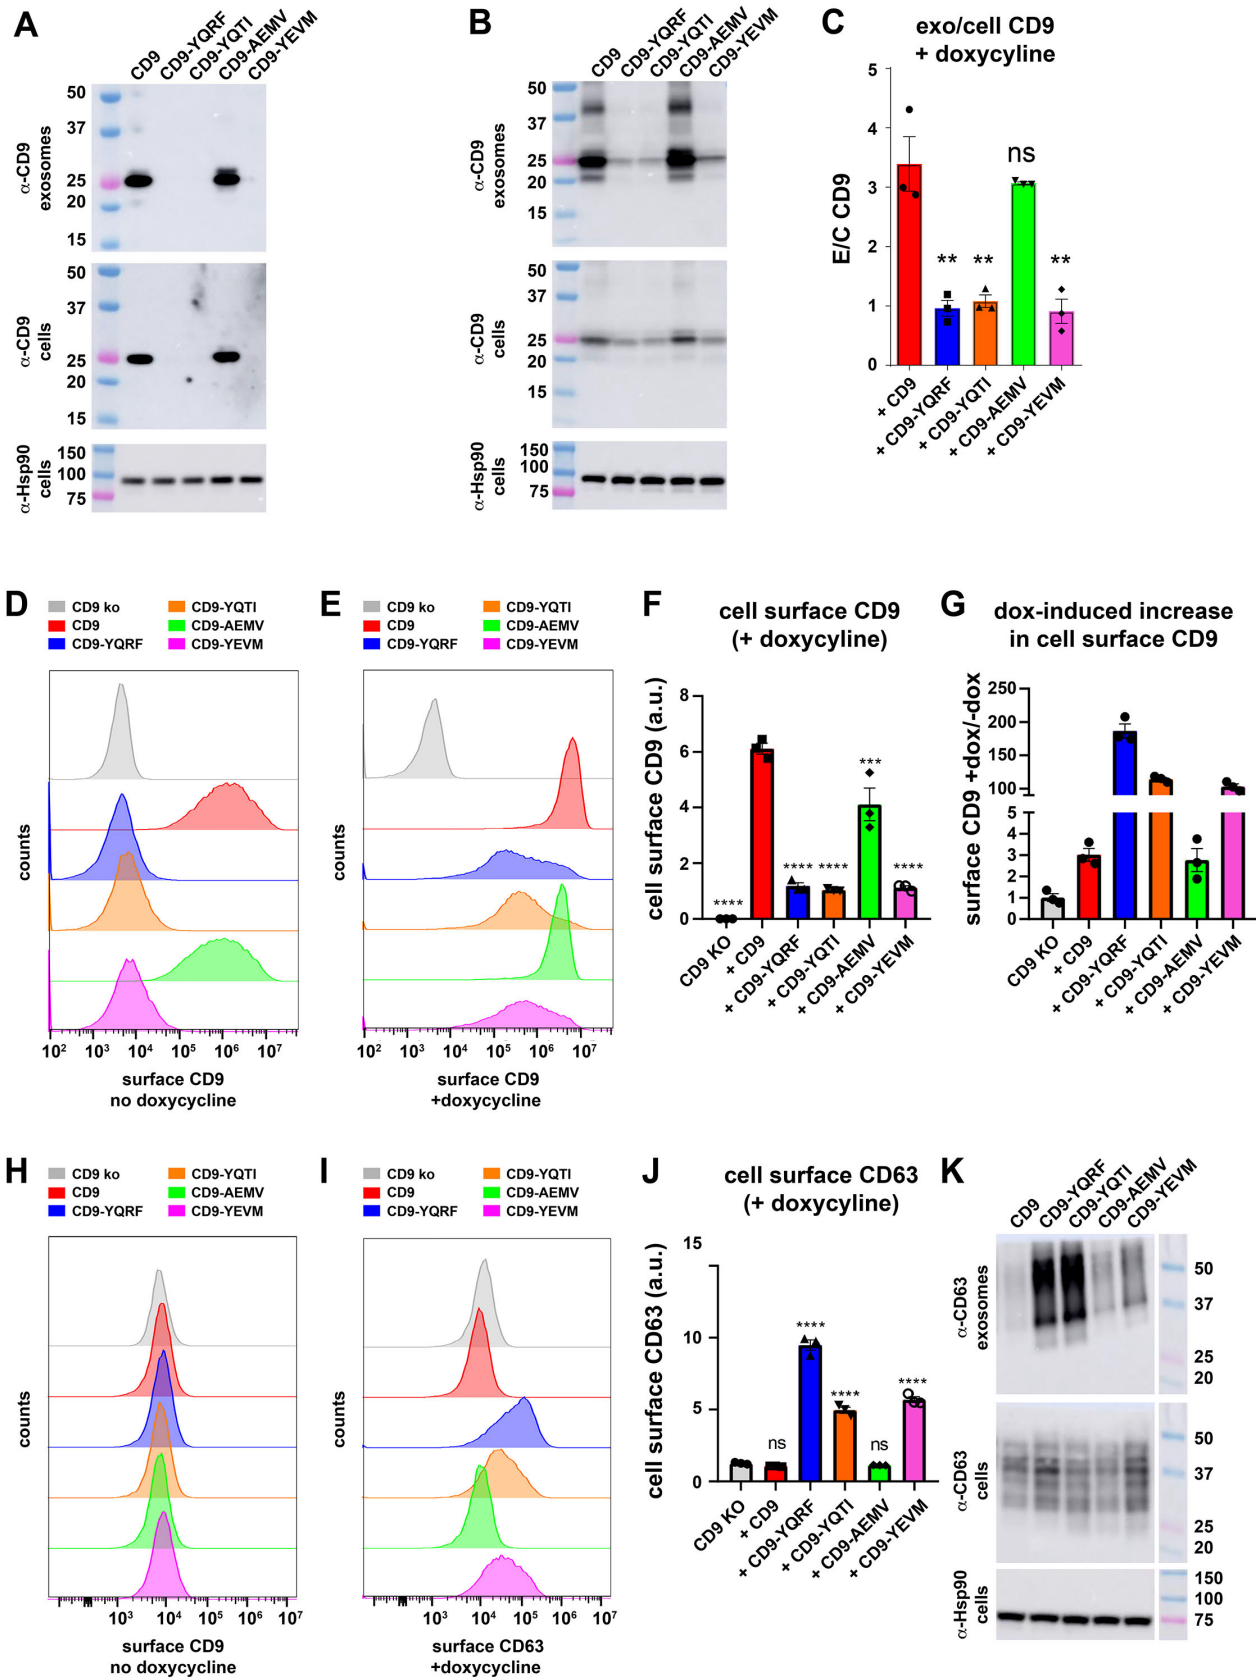 A
CD9
CD9-YQRF
CD9-YQTI
CD9-AEMV
CD9-YEVM
50
37
25
20
15
α-CD9
exosomes
50
37
25
20
15
α-CD9
cells
150
100
75
α-Hsp90
cells
B
CD9
CD9-YQRF
CD9-YQTI
CD9-AEMV
CD9-YEVM
50
37
25
20
15
α-CD9
exosomes
50
37
25
20
15
α-CD9
cells
150
100
75
α-Hsp90
cells
C
exo/cell CD9
+ doxycyline
E/C CD9
5
4
3
2
1
0
**
**
ns
**
+ CD9
+ CD9-YQRF
+ CD9-YQTI
+ CD9-AEMV
+ CD9-YEVM
D
CD9 ko
CD9
CD9-YQRF
CD9-YQTI
CD9-AEMV
CD9-YEVM
counts
10² 10³ 10⁴ 10⁵ 10⁶ 10⁷
surface CD9
no doxycycline
E
CD9 ko
CD9
CD9-YQRF
CD9-YQTI
CD9-AEMV
CD9-YEVM
counts
10² 10³ 10⁴ 10⁵ 10⁶ 10⁷
surface CD9
+doxycycline
F
cell surface CD9
(+ doxycyline)
cell surface CD9 (a.u.)
8
6
4
2
0
****
****
****
***
****
CD9 KO
+ CD9
+ CD9-YQRF
+ CD9-YQTI
+ CD9-AEMV
+ CD9-YEVM
G
dox-induced increase
in cell surface CD9
surface CD9 +dox/-dox
250
200
150
100
5
4
3
2
1
0
CD9 KO
+ CD9
+ CD9-YQRF
+ CD9-YQTI
+ CD9-AEMV
+ CD9-YEVM
H
CD9 ko
CD9
CD9-YQRF
CD9-YQTI
CD9-AEMV
CD9-YEVM
counts
10³ 10⁴ 10⁵ 10⁶ 10⁷
surface CD9
no doxycycline
I
CD9 ko
CD9
CD9-YQRF
CD9-YQTI
CD9-AEMV
CD9-YEVM
counts
10³ 10⁴ 10⁵ 10⁶ 10⁷
surface CD63
+doxycycline
J
cell surface CD63
(+ doxycyline)
cell surface CD63 (a.u.)
15
10
5
0
ns
****
****
ns
****
CD9 KO
+ CD9
+ CD9-YQRF
+ CD9-YQTI
+ CD9-AEMV
+ CD9-YEVM
K
CD9
CD9-YQRF
CD9-YQTI
CD9-AEMV
CD9-YEVM
α-CD63
exosomes
50
37
25
20
α-CD63
cells
50
37
25
20
α-Hsp90
cells
150
100
75